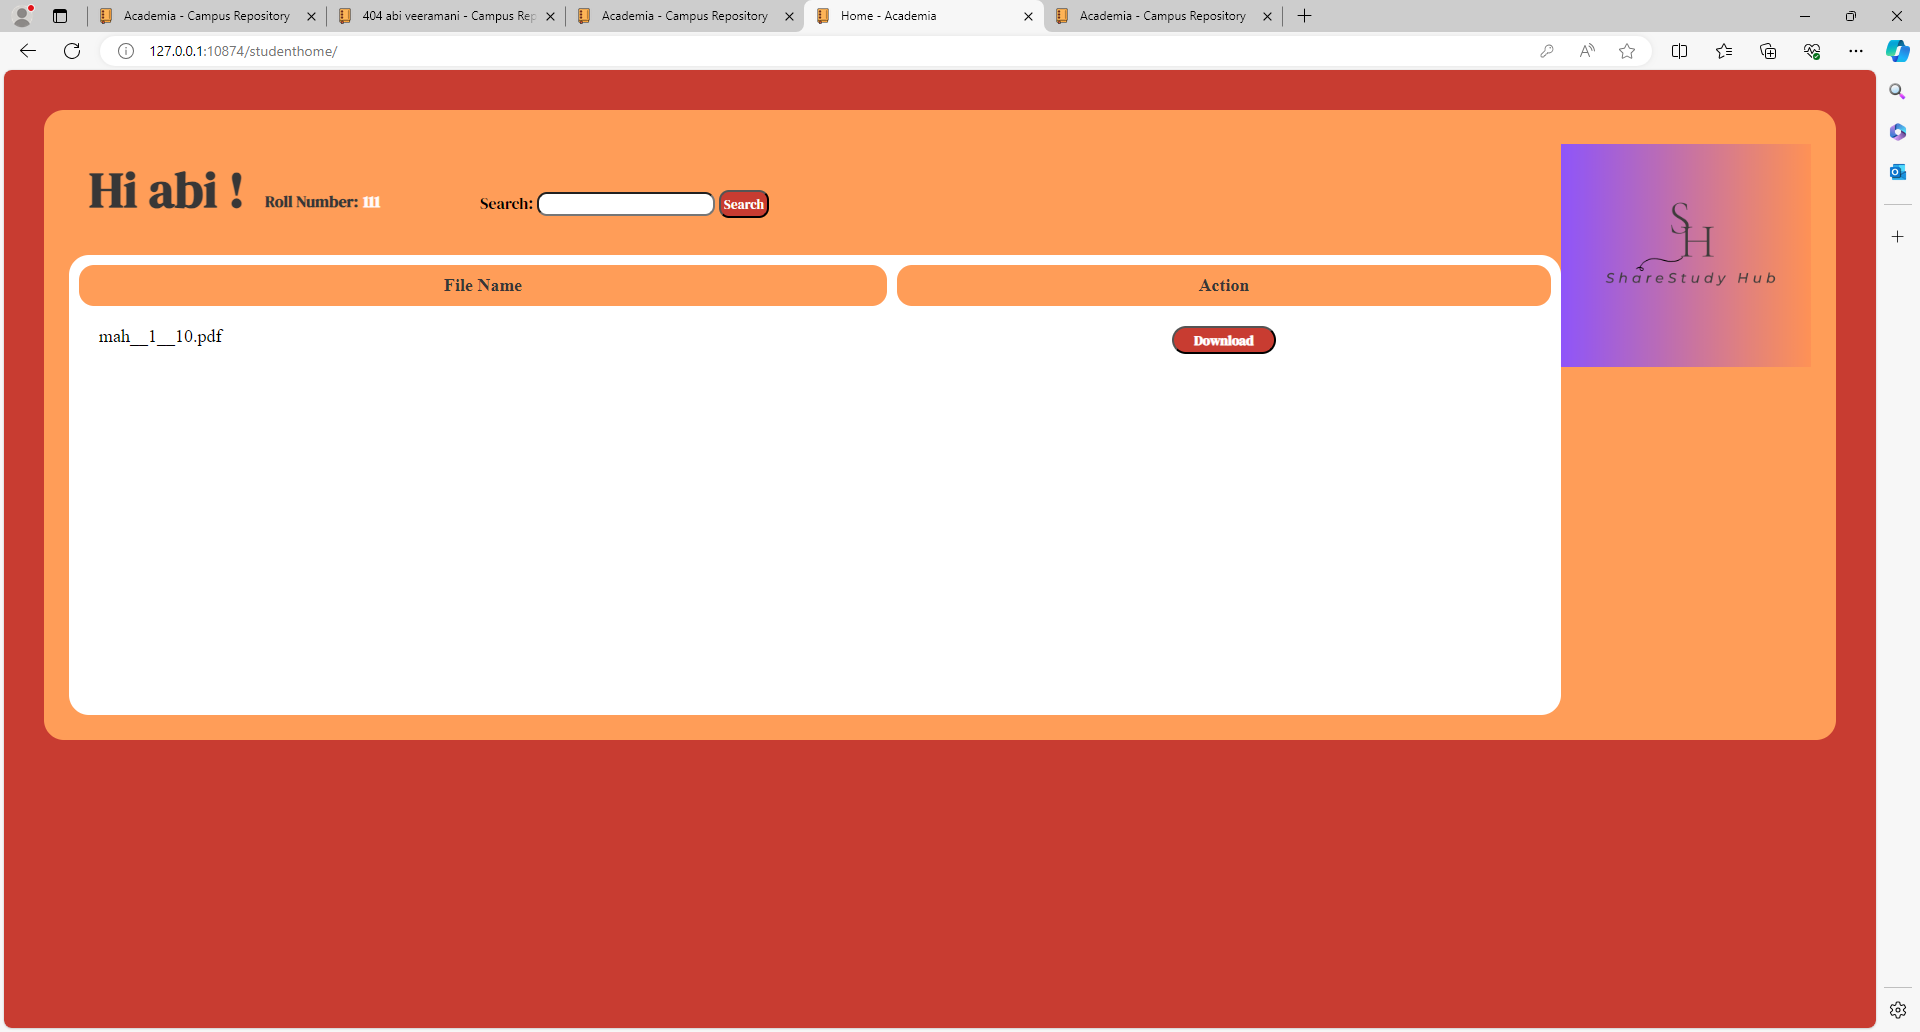 Academia - Campus Repository
404 abi veeramani - Campus Rep
Academia - Campus Repository
Home - Academia
Academia - Campus Repository
127.0.0.1:10874/studenthome/
Hi abi !
Roll Number: 111
Search:
Search
SH
ShareStudy Hub
File Name
Action
mah__1__10.pdf
Download